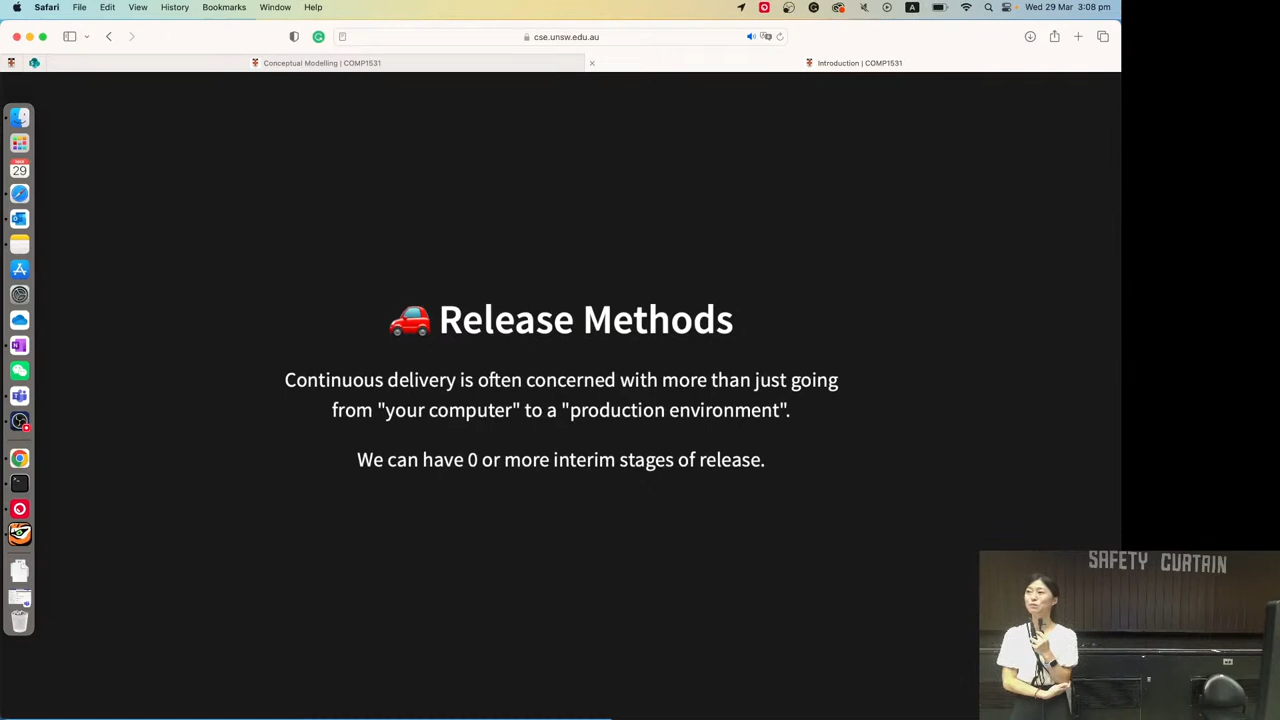 Safari File Edit View History Bookmarks Window Help
A
Wed 29 Mar 3:08 pm
cse.unsw.edu.au
Conceptual Modelling | COMP1531
Introduction | COMP1531
29
🚗 Release Methods
Continuous delivery is often concerned with more than just going
from "your computer" to a "production environment".
We can have 0 or more interim stages of release.
SAFETY CURTAIN